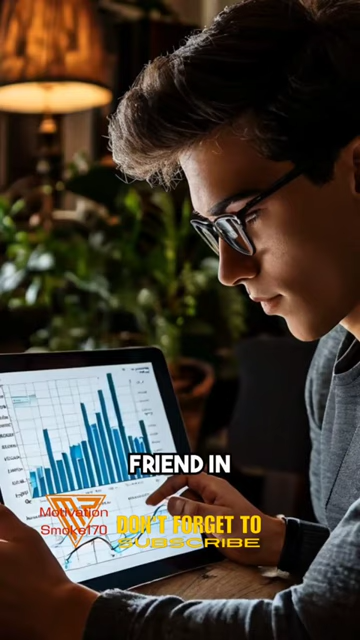 FRIEND IN
Motivation
Smoke170
DON'T FORGET TO
SUBSCRIBE